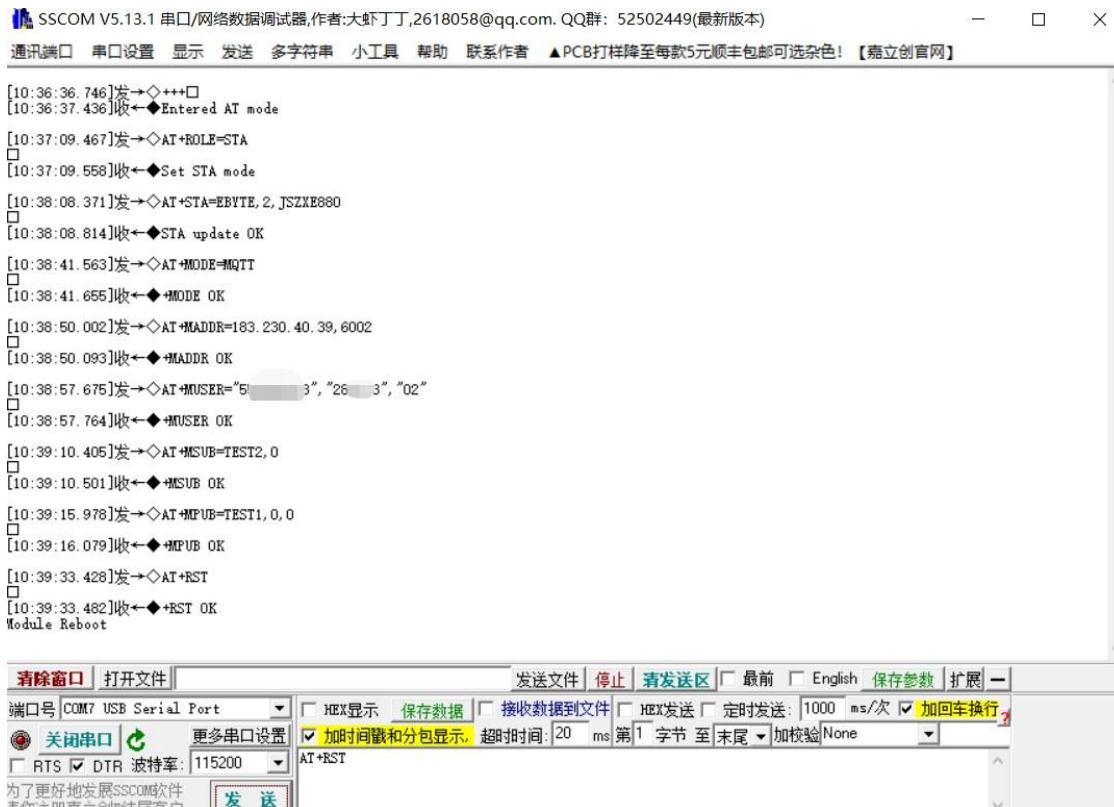 SSCOM V5.13.1 串口/网络数据调试器,作者:大虾丁丁,2618058@qq.com. QQ群: 52502449(最新版本)
通讯端口 串口设置 显示 发送 多字符串 小工具 帮助 联系作者 ▲PCB打样降至每款5元顺丰包邮可选杂色!【嘉立创官网】
[10:36:36.746]发→◇+++□
[10:36:37.436]收←◆Entered AT mode
[10:37:09.467]发→◇AT+ROLE=STA
□
[10:37:09.558]收←◆Set STA mode
[10:38:08.371]发→◇AT+STA=EBYTE,2,JSZXE880
□
[10:38:08.814]收←◆STA update OK
[10:38:41.563]发→◇AT+MODE=MQTT
□
[10:38:41.655]收←◆+MODE OK
[10:38:50.002]发→◇AT+MADDR=183.230.40.39,6002
□
[10:38:50.093]收←◆+MADDR OK
[10:38:57.675]发→◇AT+MUSER="5 3","28 3","02"
□
[10:38:57.764]收←◆+MUSER OK
[10:39:10.405]发→◇AT+MSUB=TEST2,0
□
[10:39:10.501]收←◆+MSUB OK
[10:39:15.978]发→◇AT+MPUB=TEST1,0,0
□
[10:39:16.079]收←◆+MPUB OK
[10:39:33.428]发→◇AT+RST
□
[10:39:33.482]收←◆+RST OK
Module Reboot
清除窗口 打开文件 发送文件 停止 清发送区 最前 English 保存参数 扩展 —
端口号 COM7 USB Serial Port HEX显示 保存数据 接收数据到文件 HEX发送 定时发送: 1000 ms/次 加回车换行
关闭串口 更多串口设置 加时间戳和分包显示, 超时时间: 20 ms 第 1 字节 至 末尾 加校验 None
RTS DTR 波特率: 115200 AT+RST
为了更好地发展SSCOM软件
发 送